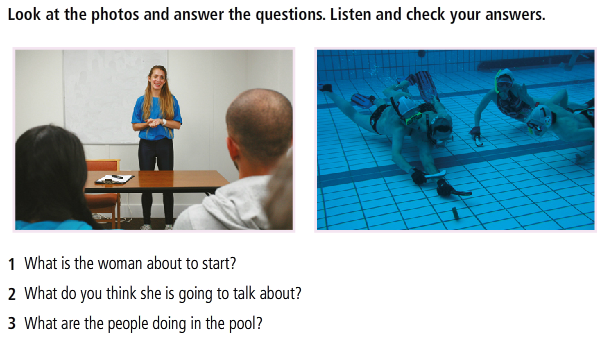 Look at the photos and answer the questions. Listen and check your answers.
1 What is the woman about to start?
2 What do you think she is going to talk about?
3 What are the people doing in the pool?